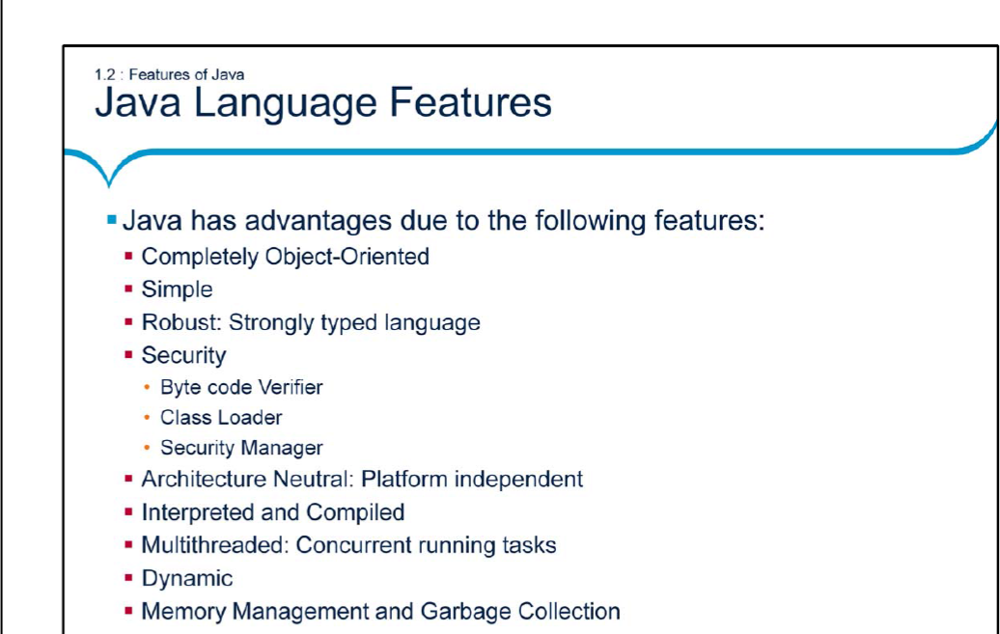 1.2 : Features of Java
Java Language Features
Java has advantages due to the following features:
Completely Object-Oriented
Simple
Robust: Strongly typed language
Security
Byte code Verifier
Class Loader
Security Manager
Architecture Neutral: Platform independent
Interpreted and Compiled
Multithreaded: Concurrent running tasks
Dynamic
Memory Management and Garbage Collection